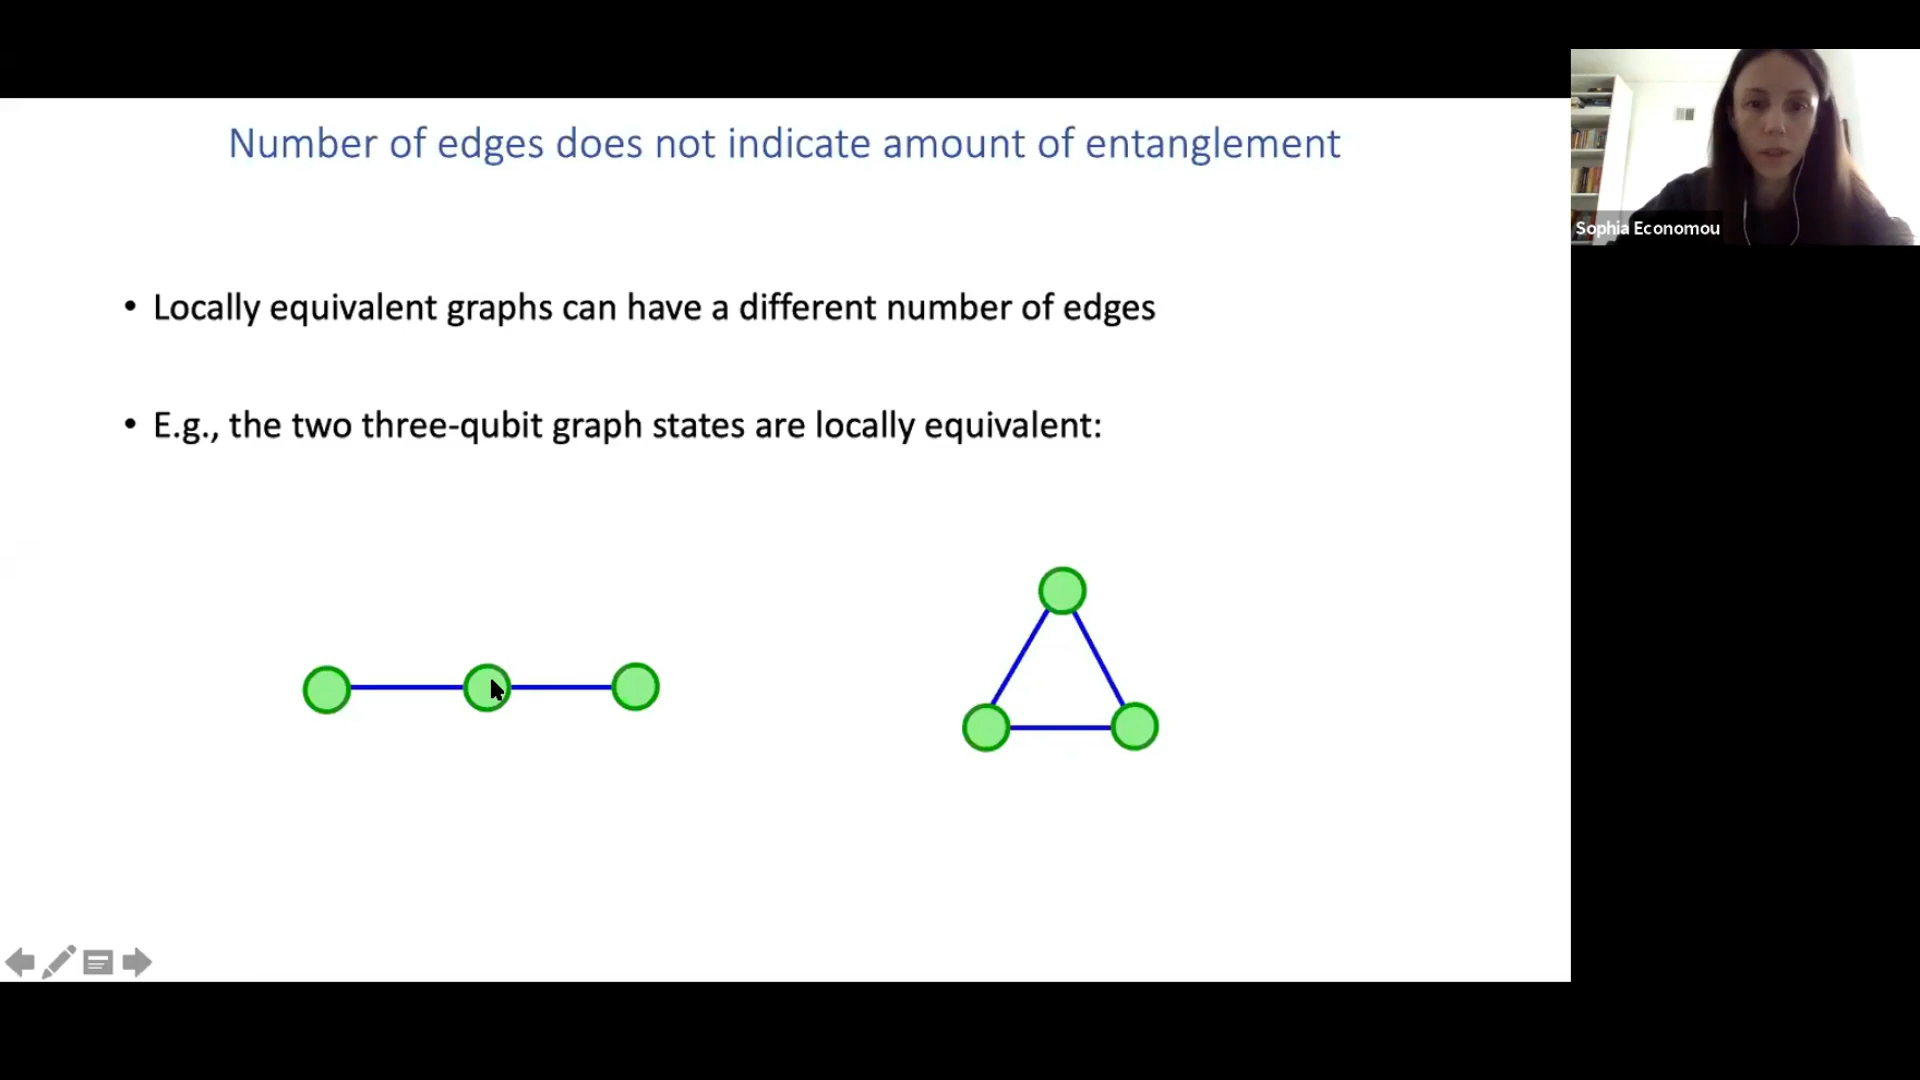 Number of edges does not indicate amount of entanglement
Sophia Economou
• Locally equivalent graphs can have a different number of edges
• E.g., the two three-qubit graph states are locally equivalent: